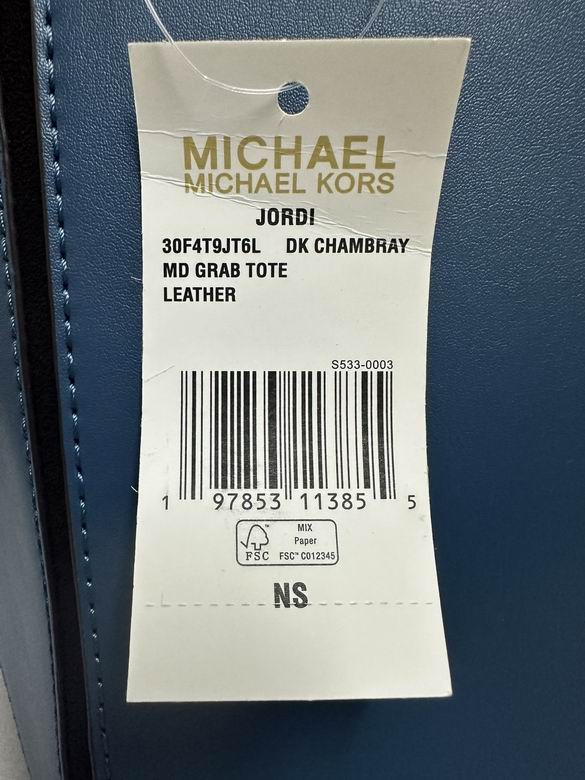 MICHAEL
MICHAEL KORS
JORDI
30F4T9JT6L DK CHAMBRAY
MD GRAB TOTE
LEATHER
S533-0003
1 97853 11385 5
FSC™
MIX
Paper
FSC™ C012345
NS